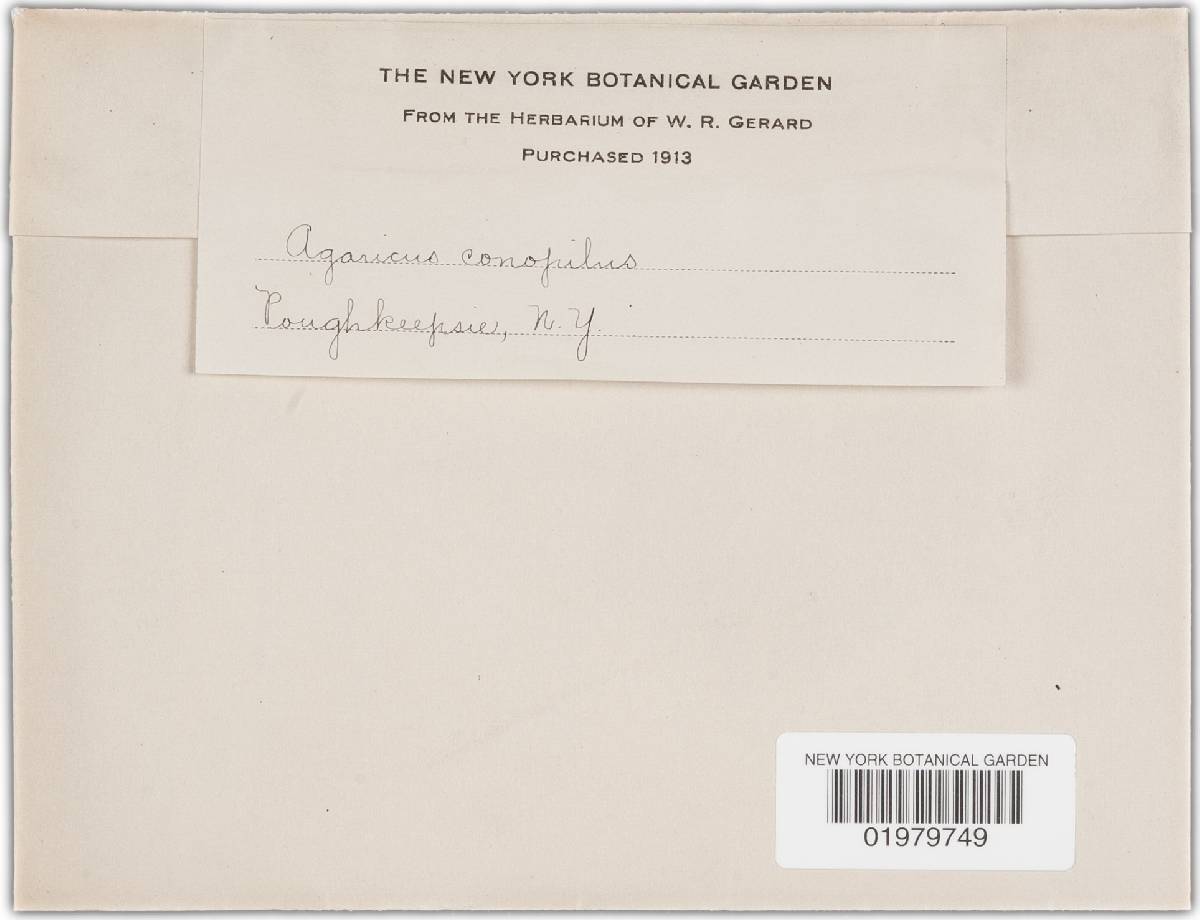 THE NEW YORK BOTANICAL GARDEN
FROM THE HERBARIUM OF W. R. GERARD
PURCHASED 1913
Agaricus conopilus
Poughkeepsie, N.Y.
NEW YORK BOTANICAL GARDEN
01979749